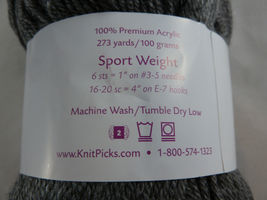 100% Premium Acrylic
273 yards/100 grams
Sport Weight
6 sts = 1" on #3-5 needles
16-20 sc = 4" on E-7 hooks
Machine Wash/Tumble Dry Low
2
www.KnitPicks.com • 1-800-574-1323